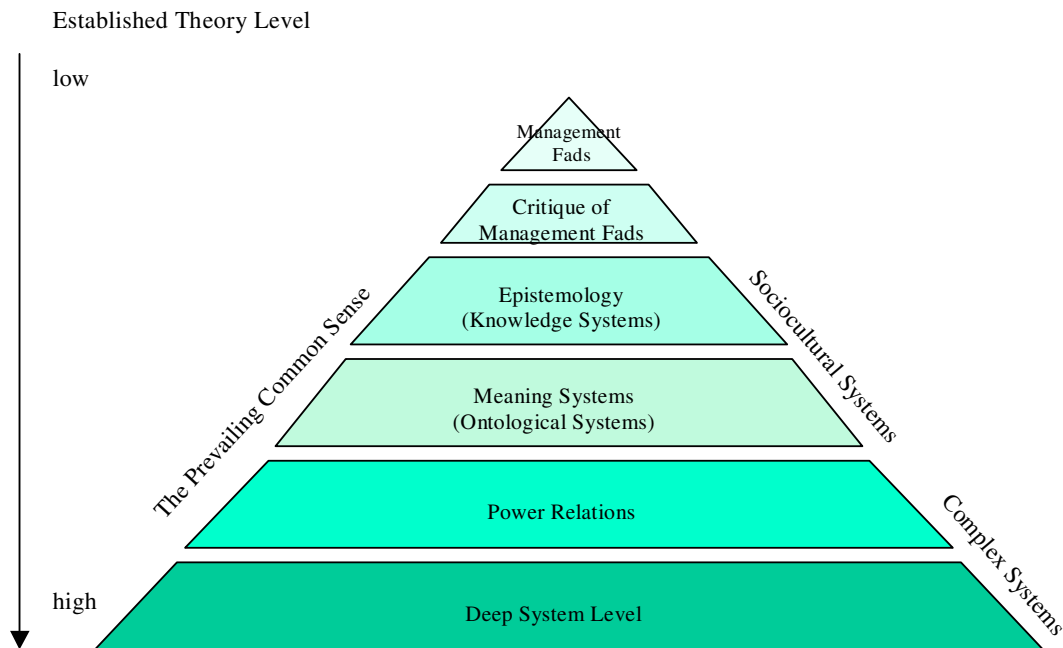 Established Theory Level
low
Management
Fads
Critique of
Management Fads
Epistemology
(Knowledge Systems)
The Prevailing Common Sense
Sociocultural Systems
Meaning Systems
(Ontological Systems)
Power Relations
Complex Systems
high
Deep System Level